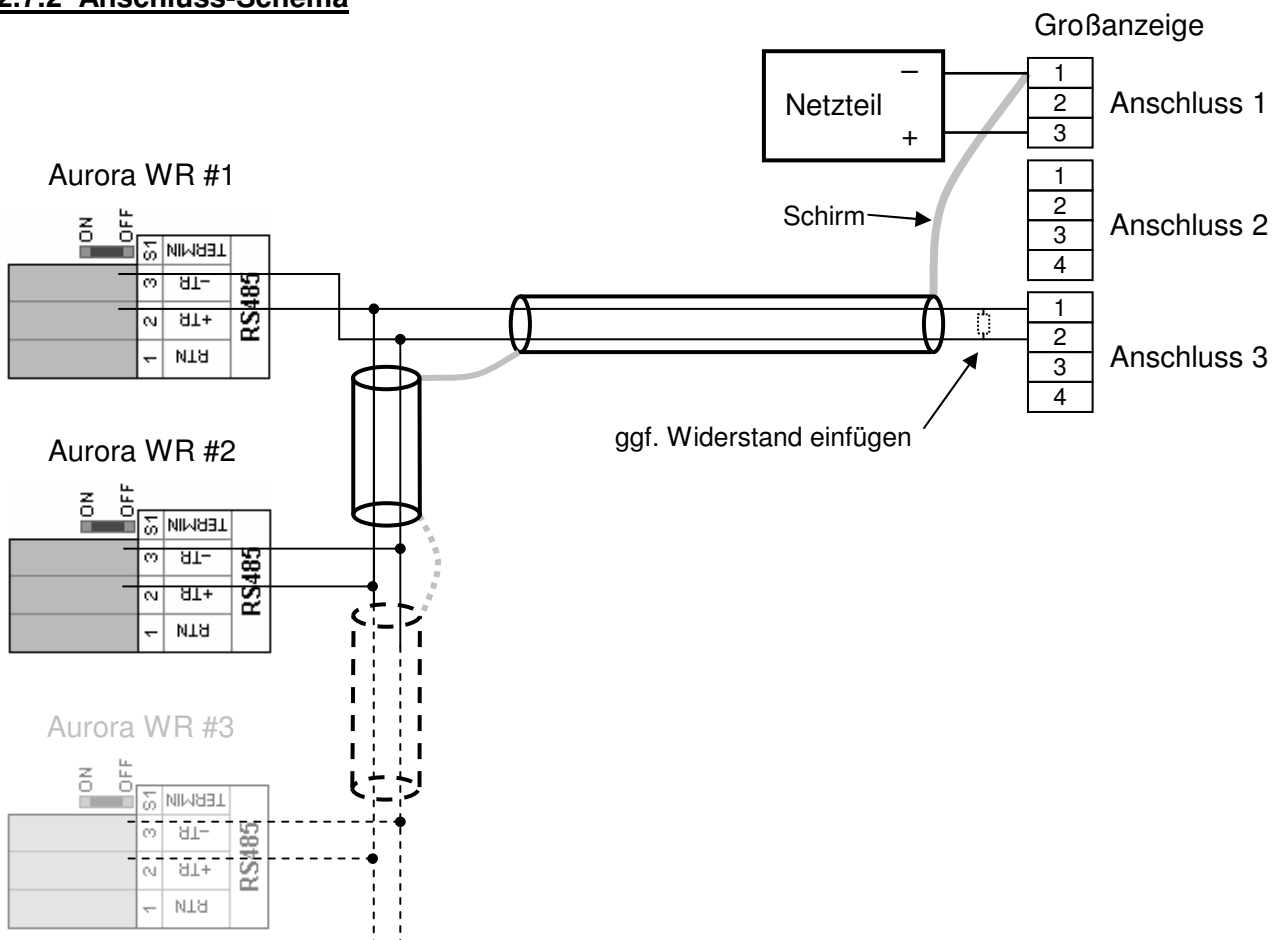 2.7.2 Anschluss-Schema
Großanzeige
Netzteil
–
+
1
2
3
Anschluss 1
1
2
3
4
Anschluss 2
Schirm
1
2
3
4
Anschluss 3
ggf. Widerstand einfügen
Aurora WR #1
ON
OFF
S1 TERMIN
3 -TR
2 +TR
1 RTN
RS485
Aurora WR #2
ON
OFF
S1 TERMIN
3 -TR
2 +TR
1 RTN
RS485
Aurora WR #3
ON
OFF
S1 TERMIN
3 -TR
2 +TR
1 RTN
RS485